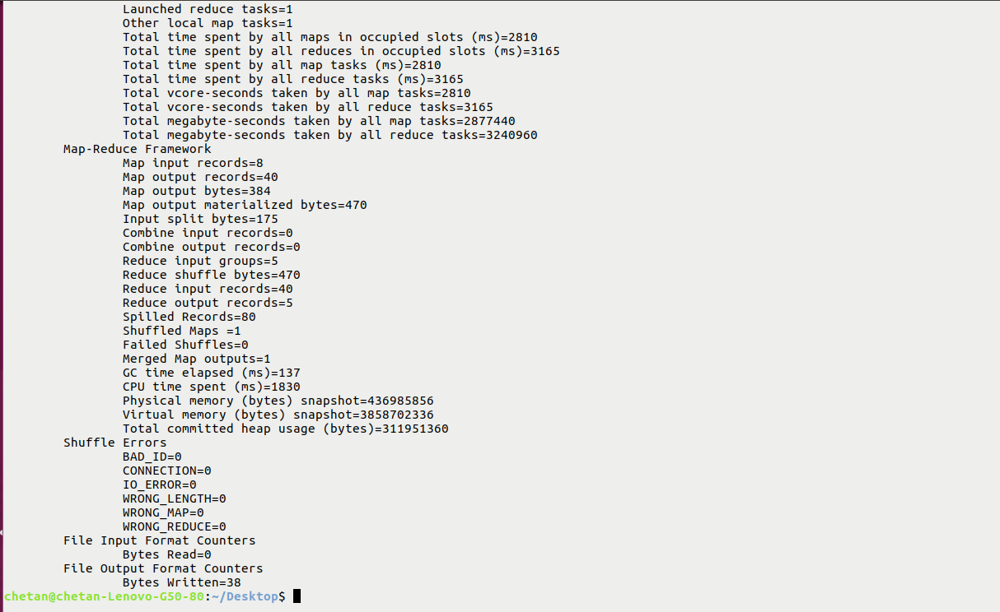 Launched reduce tasks=1
Other local map tasks=1
Total time spent by all maps in occupied slots (ms)=2810
Total time spent by all reduces in occupied slots (ms)=3165
Total time spent by all map tasks (ms)=2810
Total time spent by all reduce tasks (ms)=3165
Total vcore-seconds taken by all map tasks=2810
Total vcore-seconds taken by all reduce tasks=3165
Total megabyte-seconds taken by all map tasks=2877440
Total megabyte-seconds taken by all reduce tasks=3240960
Map-Reduce Framework
Map input records=8
Map output records=40
Map output bytes=384
Map output materialized bytes=470
Input split bytes=175
Combine input records=0
Combine output records=0
Reduce input groups=5
Reduce shuffle bytes=470
Reduce input records=40
Reduce output records=5
Spilled Records=80
Shuffled Maps =1
Failed Shuffles=0
Merged Map outputs=1
GC time elapsed (ms)=137
CPU time spent (ms)=1830
Physical memory (bytes) snapshot=436985856
Virtual memory (bytes) snapshot=3858702336
Total committed heap usage (bytes)=311951360
Shuffle Errors
BAD_ID=0
CONNECTION=0
IO_ERROR=0
WRONG_LENGTH=0
WRONG_MAP=0
WRONG_REDUCE=0
File Input Format Counters
Bytes Read=0
File Output Format Counters
Bytes Written=38
chetan@chetan-Lenovo-G50-80:~/Desktop$